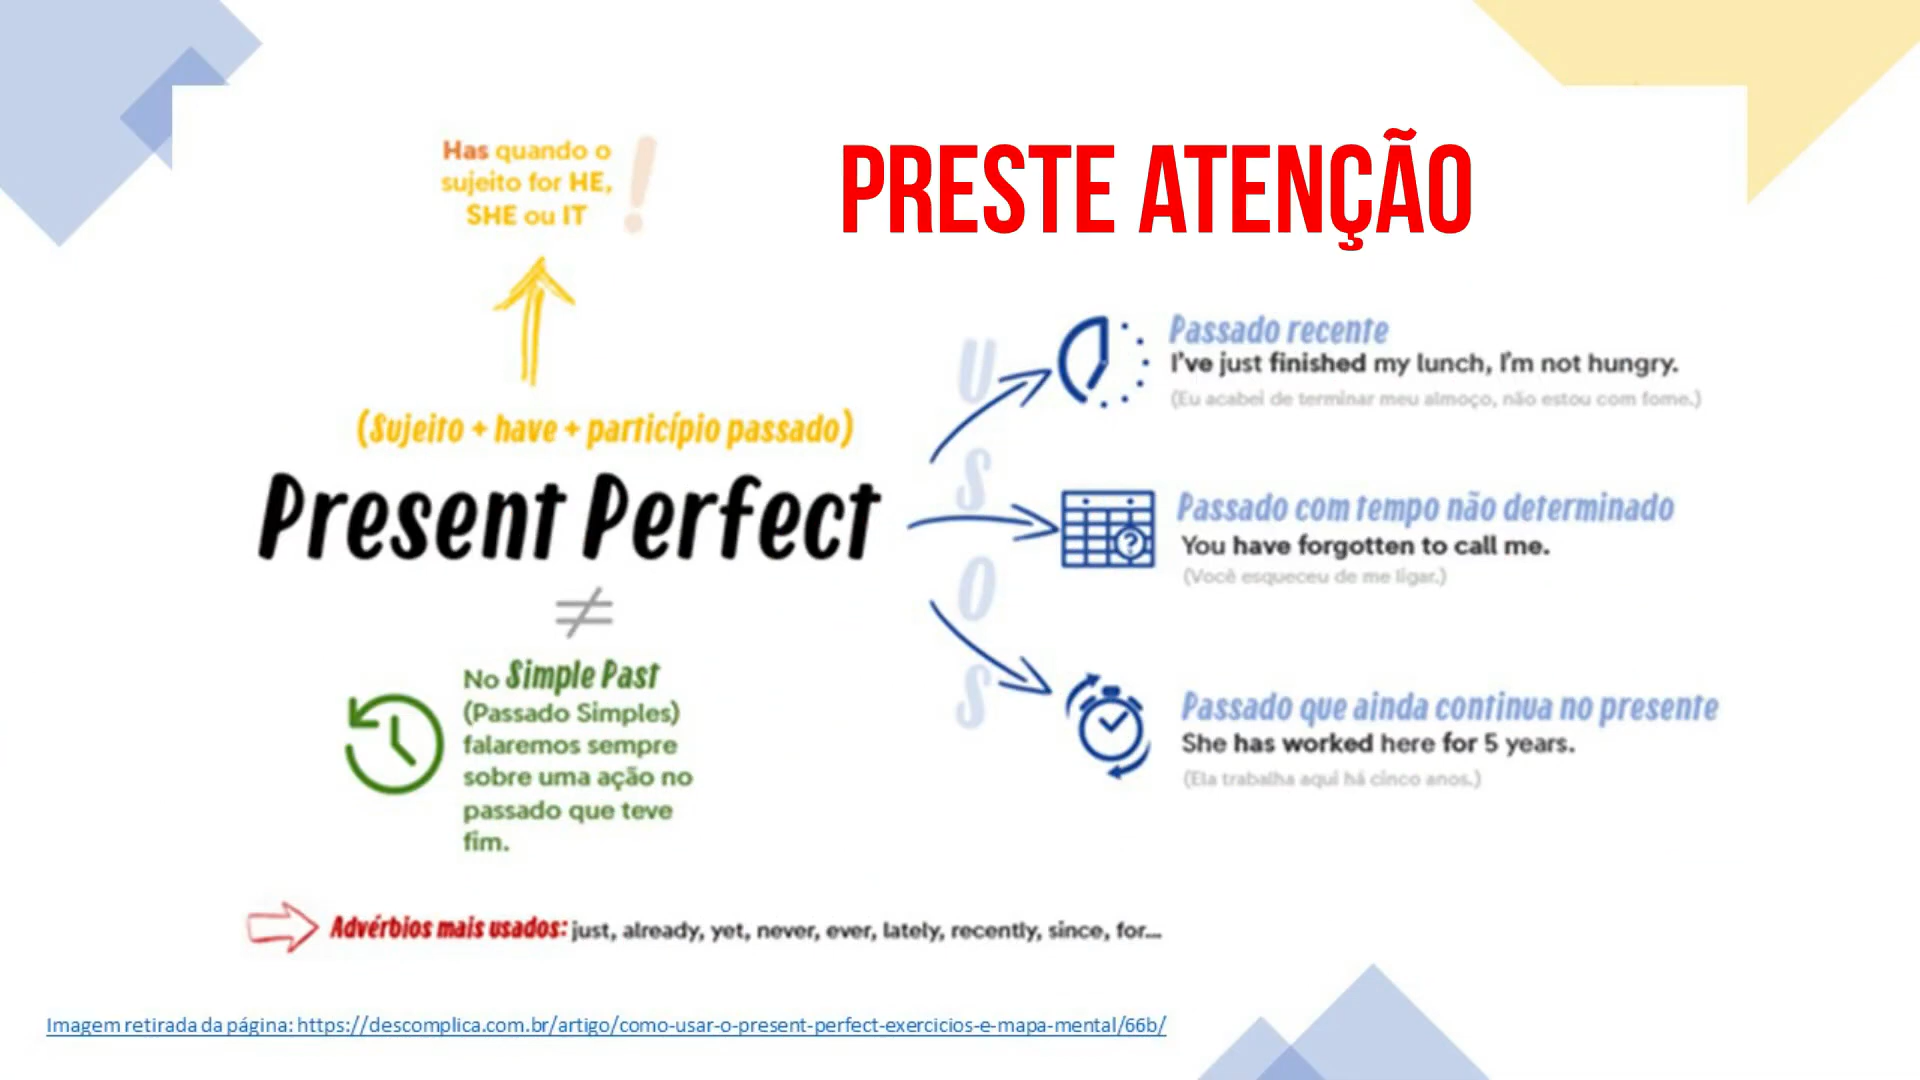 PRESTE ATENÇÃO
Has quando o
sujeito for HE,
SHE ou IT
!
(Sujeito + have + particípio passado)
Present Perfect
≠
No Simple Past
(Passado Simples)
falaremos sempre
sobre uma ação no
passado que teve
fim.
USOS
Passado recente
I've just finished my lunch, I'm not hungry.
(Eu acabei de terminar meu almoço, não estou com fome.)
Passado com tempo não determinado
You have forgotten to call me.
(Você esqueceu de me ligar.)
Passado que ainda continua no presente
She has worked here for 5 years.
(Ela trabalha aqui há cinco anos.)
Advérbios mais usados: just, already, yet, never, ever, lately, recently, since, for...
Imagem retirada da página: https://descomplica.com.br/artigo/como-usar-o-present-perfect-exercicios-e-mapa-mental/66b/